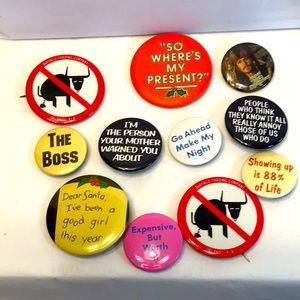 "SO
WHERE'S
MY
PRESENT?"
PEOPLE
WHO THINK
THEY KNOW IT ALL
REALLY ANNOY
THOSE OF US
WHO DO
THE
BOSS
I'M
THE PERSON
YOUR MOTHER
WARNED YOU
ABOUT
Go Ahead
Make My
Night
Showing up
is 88%
of Life
Dear Santa,
I've been a
good girl
this year
Expensive,
But Worth